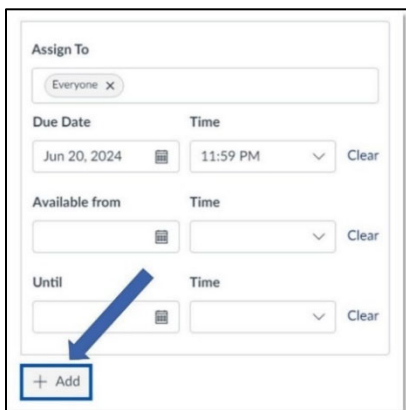 Assign To
Everyone X
Due Date Time
Jun 20, 2024 11:59 PM Clear
Available from Time
Clear
Until Time
Clear
+ Add